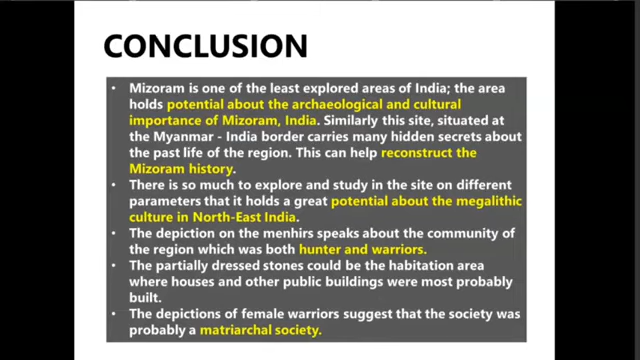 CONCLUSION
• Mizoram is one of the least explored areas of India; the area
holds potential about the archaeological and cultural
importance of Mizoram, India. Similarly this site, situated at
the Myanmar - India border carries many hidden secrets about
the past life of the region. This can help reconstruct the
Mizoram history.
• There is so much to explore and study in the site on different
parameters that it holds a great potential about the megalithic
culture in North-East India.
• The depiction on the menhirs speaks about the community of
the region which was both hunter and warriors.
• The partially dressed stones could be the habitation area
where houses and other public buildings were most probably
built.
• The depictions of female warriors suggest that the society was
probably a matriarchal society.